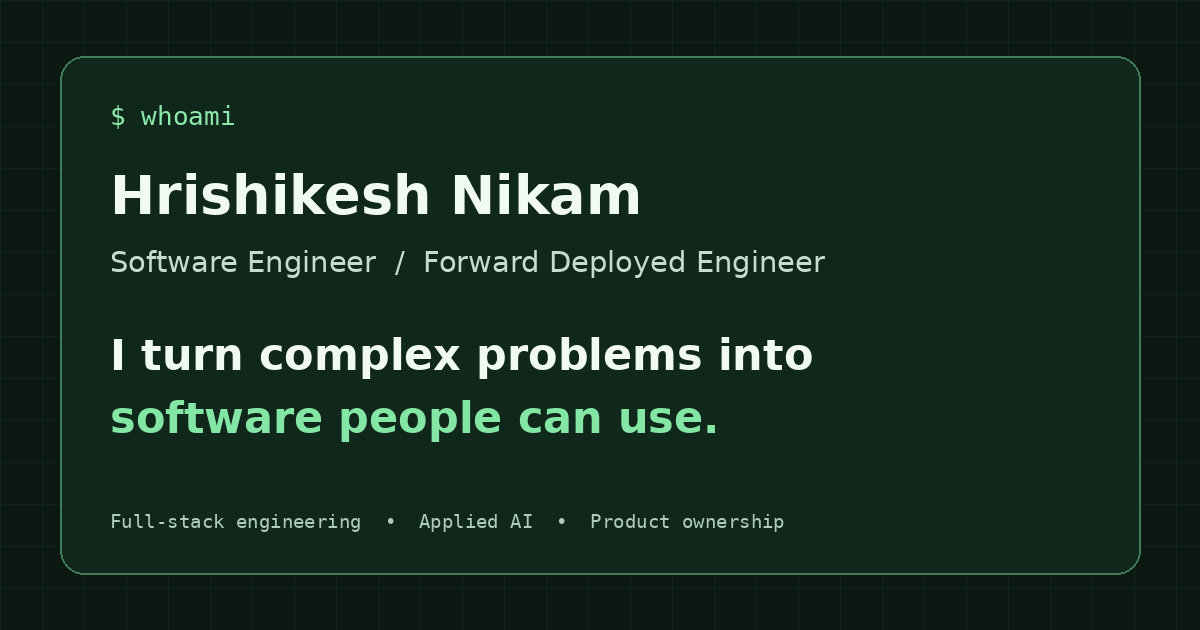 $ whoami
Hrishikesh Nikam
Software Engineer / Forward Deployed Engineer
I turn complex problems into
software people can use.
Full-stack engineering • Applied AI • Product ownership